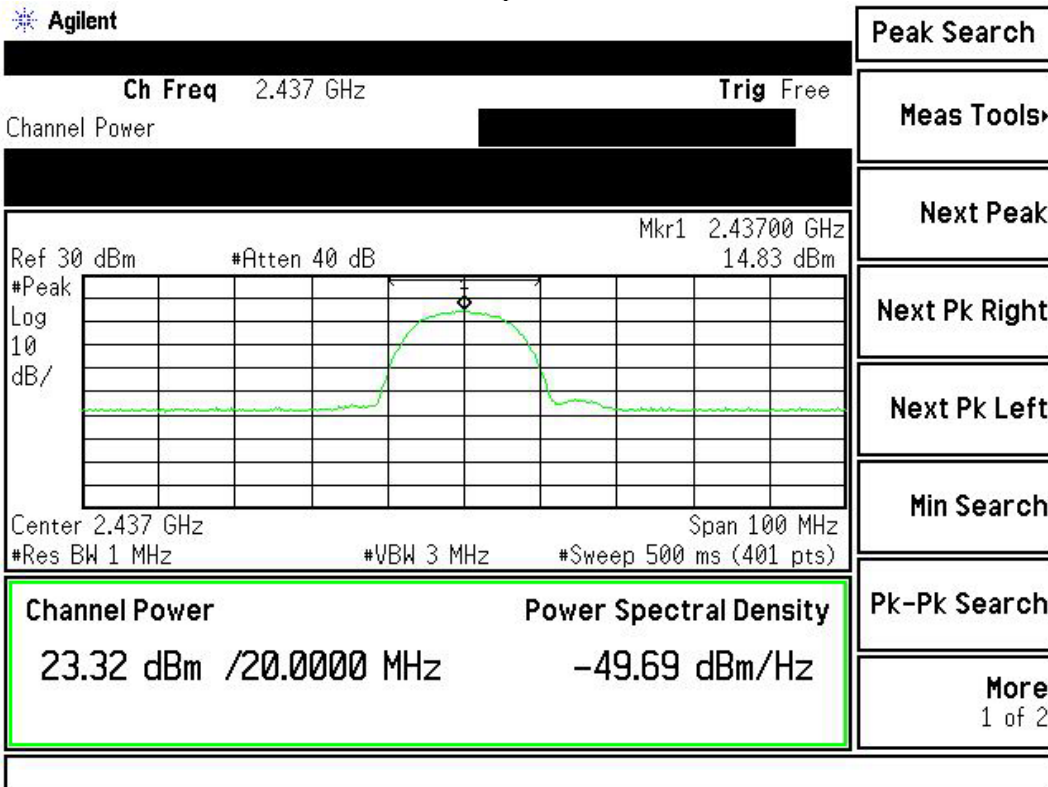 Agilent
Peak Search
Ch Freq 2.437 GHz Trig Free
Channel Power
Meas Tools
Next Peak
Mkr1 2.43700 GHz
Ref 30 dBm #Atten 40 dB 14.83 dBm
#Peak
Log
10
dB/
Next Pk Right
Next Pk Left
Min Search
Center 2.437 GHz Span 100 MHz
#Res BW 1 MHz #VBW 3 MHz #Sweep 500 ms (401 pts)
Channel Power Power Spectral Density
23.32 dBm /20.0000 MHz -49.69 dBm/Hz
Pk-Pk Search
More
1 of 2